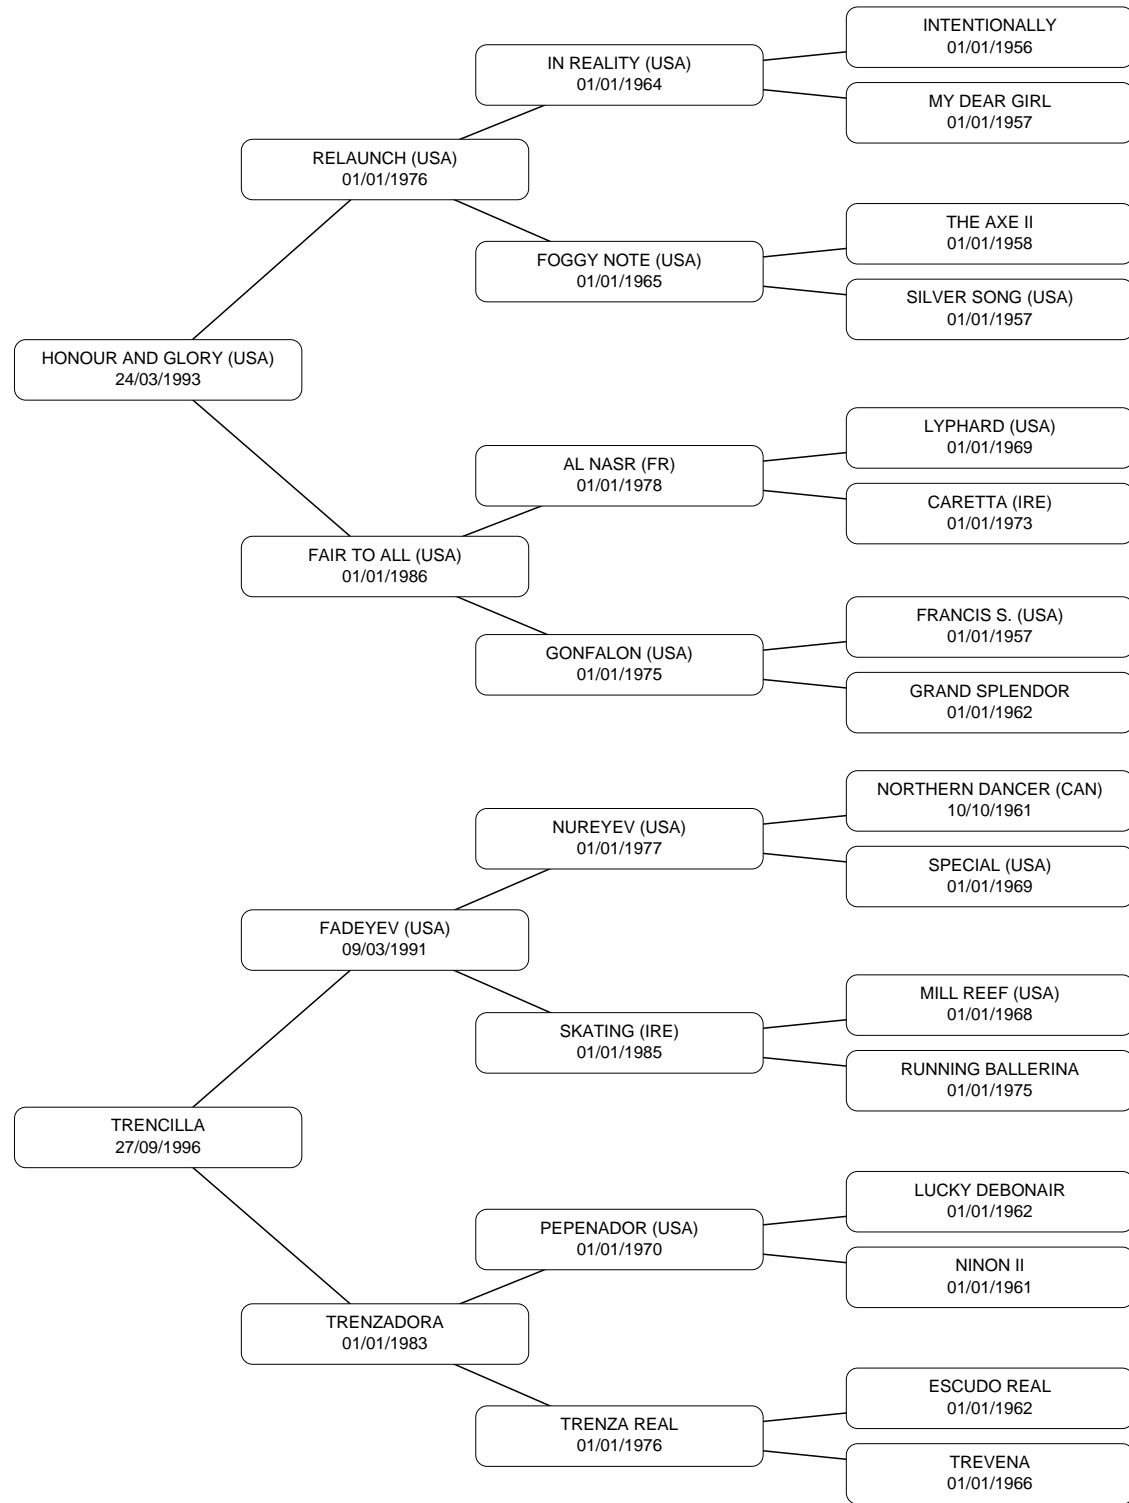 INTENTIONALLY
01/01/1956
IN REALITY (USA)
01/01/1964
MY DEAR GIRL
01/01/1957
RELAUNCH (USA)
01/01/1976
THE AXE II
01/01/1958
FOGGY NOTE (USA)
01/01/1965
SILVER SONG (USA)
01/01/1957
HONOUR AND GLORY (USA)
24/03/1993
LYPHARD (USA)
01/01/1969
AL NASR (FR)
01/01/1978
CARETTA (IRE)
01/01/1973
FAIR TO ALL (USA)
01/01/1986
FRANCIS S. (USA)
01/01/1957
GONFALON (USA)
01/01/1975
GRAND SPLENDOR
01/01/1962
NORTHERN DANCER (CAN)
10/10/1961
NUREYEV (USA)
01/01/1977
SPECIAL (USA)
01/01/1969
FADEYEV (USA)
09/03/1991
MILL REEF (USA)
01/01/1968
SKATING (IRE)
01/01/1985
RUNNING BALLERINA
01/01/1975
TRENCILLA
27/09/1996
LUCKY DEBONAIR
01/01/1962
PEPENADOR (USA)
01/01/1970
NINON II
01/01/1961
TRENZADORA
01/01/1983
ESCUDO REAL
01/01/1962
TRENZA REAL
01/01/1976
TREVENA
01/01/1966